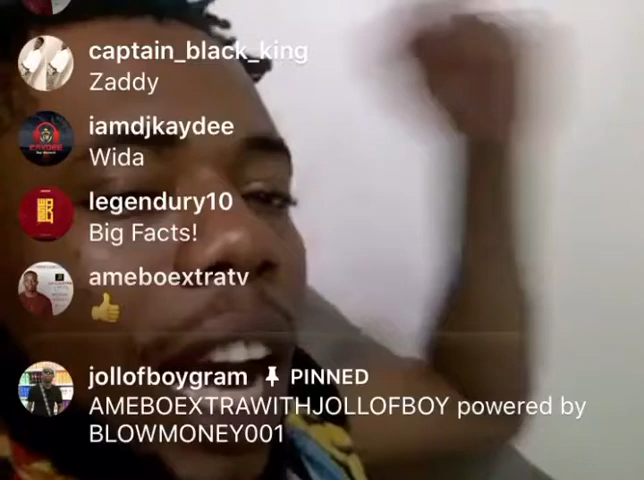 captain_black_king
Zaddy
iamdjkaydee
Wida
legendury10
Big Facts!
ameboextratv
👍
jollofboygram PINNED
AMEBOEXTRAWITHJOLLOFBOY powered by
BLOWMONEY001